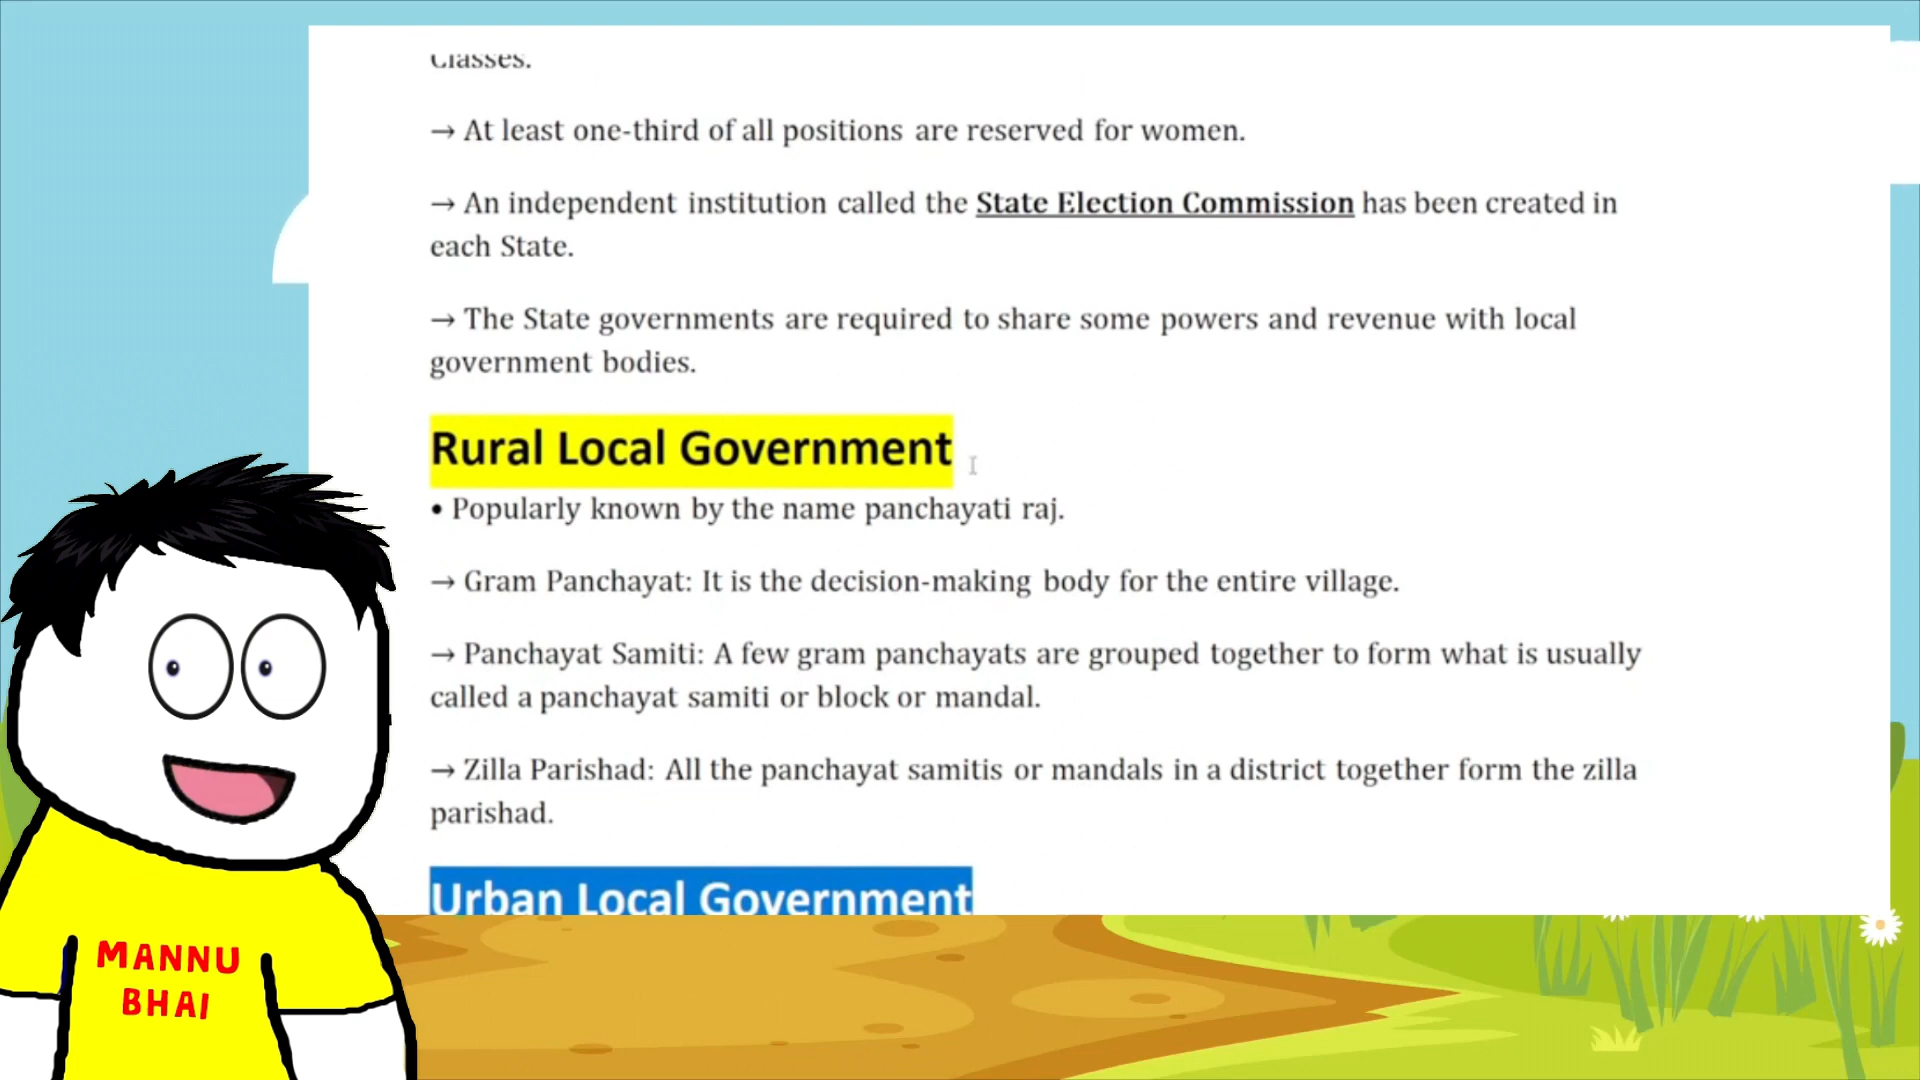 Classes.
→ At least one-third of all positions are reserved for women.
→ An independent institution called the State Election Commission has been created in
each State.
→ The State governments are required to share some powers and revenue with local
government bodies.
Rural Local Government
• Popularly known by the name panchayati raj.
→ Gram Panchayat: It is the decision-making body for the entire village.
→ Panchayat Samiti: A few gram panchayats are grouped together to form what is usually
called a panchayat samiti or block or mandal.
→ Zilla Parishad: All the panchayat samitis or mandals in a district together form the zilla
parishad.
Urban Local Government
MANNU
BHAI